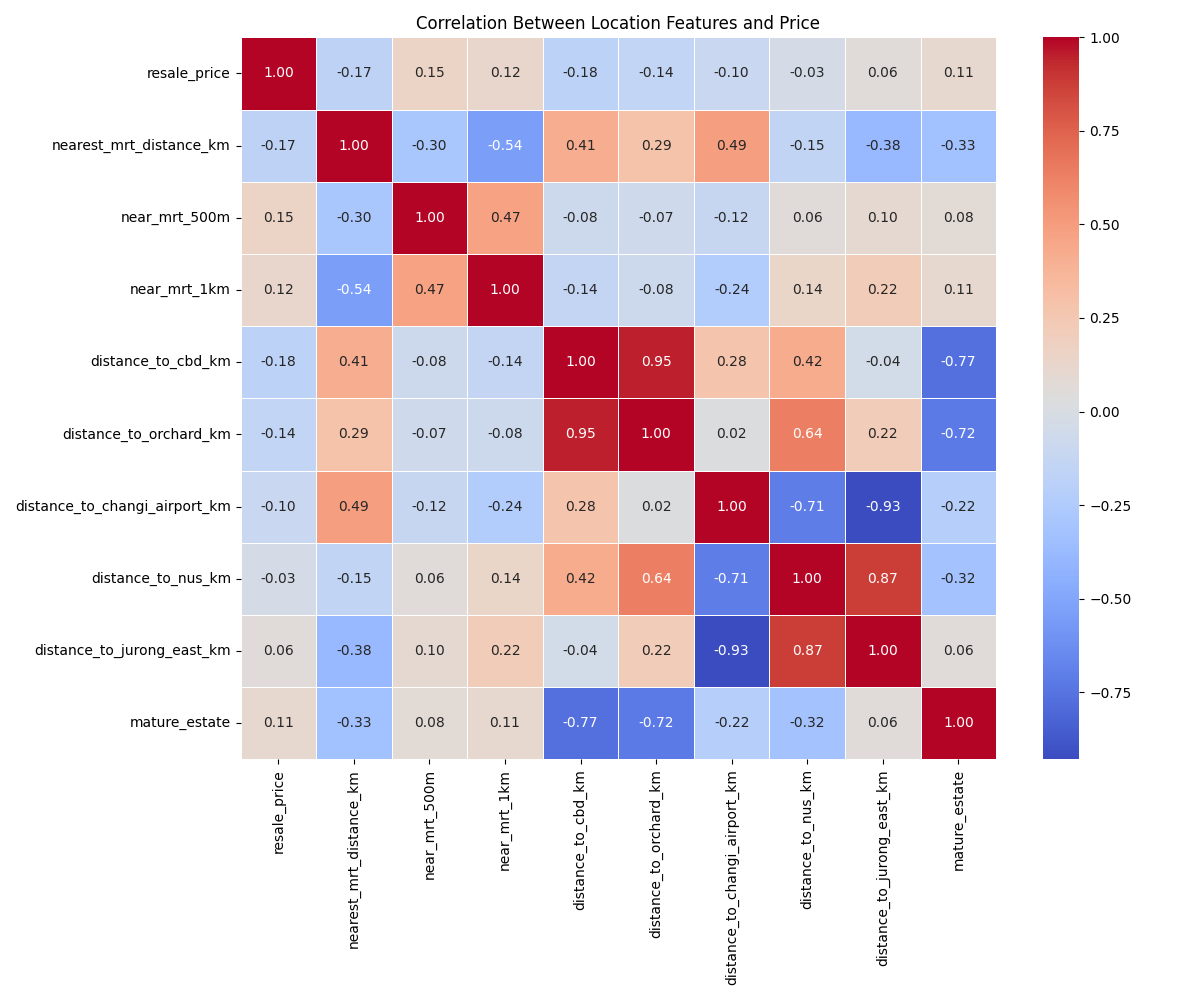 Correlation Between Location Features and Price
resale_price 1.00 -0.17 0.15 0.12 -0.18 -0.14 -0.10 -0.03 0.06 0.11
nearest_mrt_distance_km -0.17 1.00 -0.30 -0.54 0.41 0.29 0.49 -0.15 -0.38 -0.33
near_mrt_500m 0.15 -0.30 1.00 0.47 -0.08 -0.07 -0.12 0.06 0.10 0.08
near_mrt_1km 0.12 -0.54 0.47 1.00 -0.14 -0.08 -0.24 0.14 0.22 0.11
distance_to_cbd_km -0.18 0.41 -0.08 -0.14 1.00 0.95 0.28 0.42 -0.04 -0.77
distance_to_orchard_km -0.14 0.29 -0.07 -0.08 0.95 1.00 0.02 0.64 0.22 -0.72
distance_to_changi_airport_km -0.10 0.49 -0.12 -0.24 0.28 0.02 1.00 -0.71 -0.93 -0.22
distance_to_nus_km -0.03 -0.15 0.06 0.14 0.42 0.64 -0.71 1.00 0.87 -0.32
distance_to_jurong_east_km 0.06 -0.38 0.10 0.22 -0.04 0.22 -0.93 0.87 1.00 0.06
mature_estate 0.11 -0.33 0.08 0.11 -0.77 -0.72 -0.22 -0.32 0.06 1.00
resale_price
nearest_mrt_distance_km
near_mrt_500m
near_mrt_1km
distance_to_cbd_km
distance_to_orchard_km
distance_to_changi_airport_km
distance_to_nus_km
distance_to_jurong_east_km
mature_estate
1.00
0.75
0.50
0.25
0.00
−0.25
−0.50
−0.75